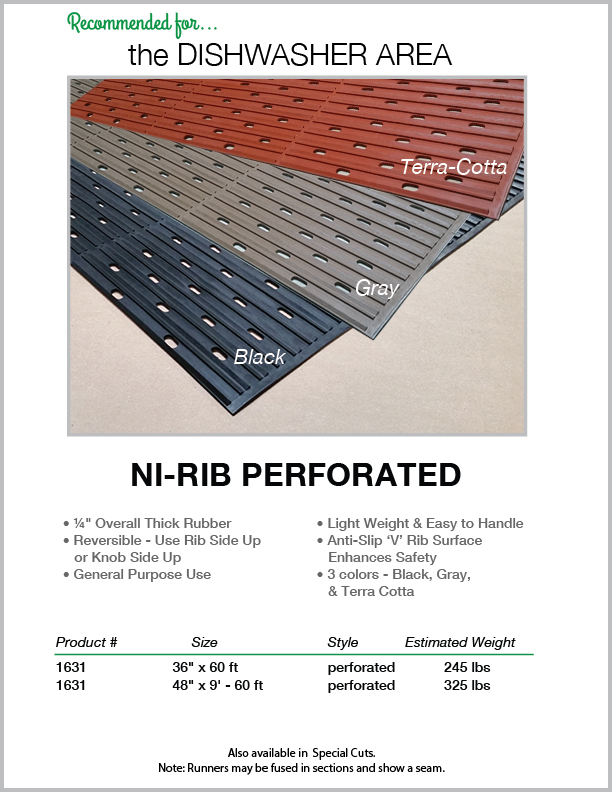 Recommended for...
the DISHWASHER AREA
Terra-Cotta
Gray
Black
NI-RIB PERFORATED
• ¼" Overall Thick Rubber
• Reversible - Use Rib Side Up
or Knob Side Up
• General Purpose Use
• Light Weight & Easy to Handle
• Anti-Slip ‘V’ Rib Surface
Enhances Safety
• 3 colors - Black, Gray,
& Terra Cotta
Product # Size Style Estimated Weight
1631 36" x 60 ft perforated 245 lbs
1631 48" x 9' - 60 ft perforated 325 lbs
Also available in Special Cuts.
Note: Runners may be fused in sections and show a seam.